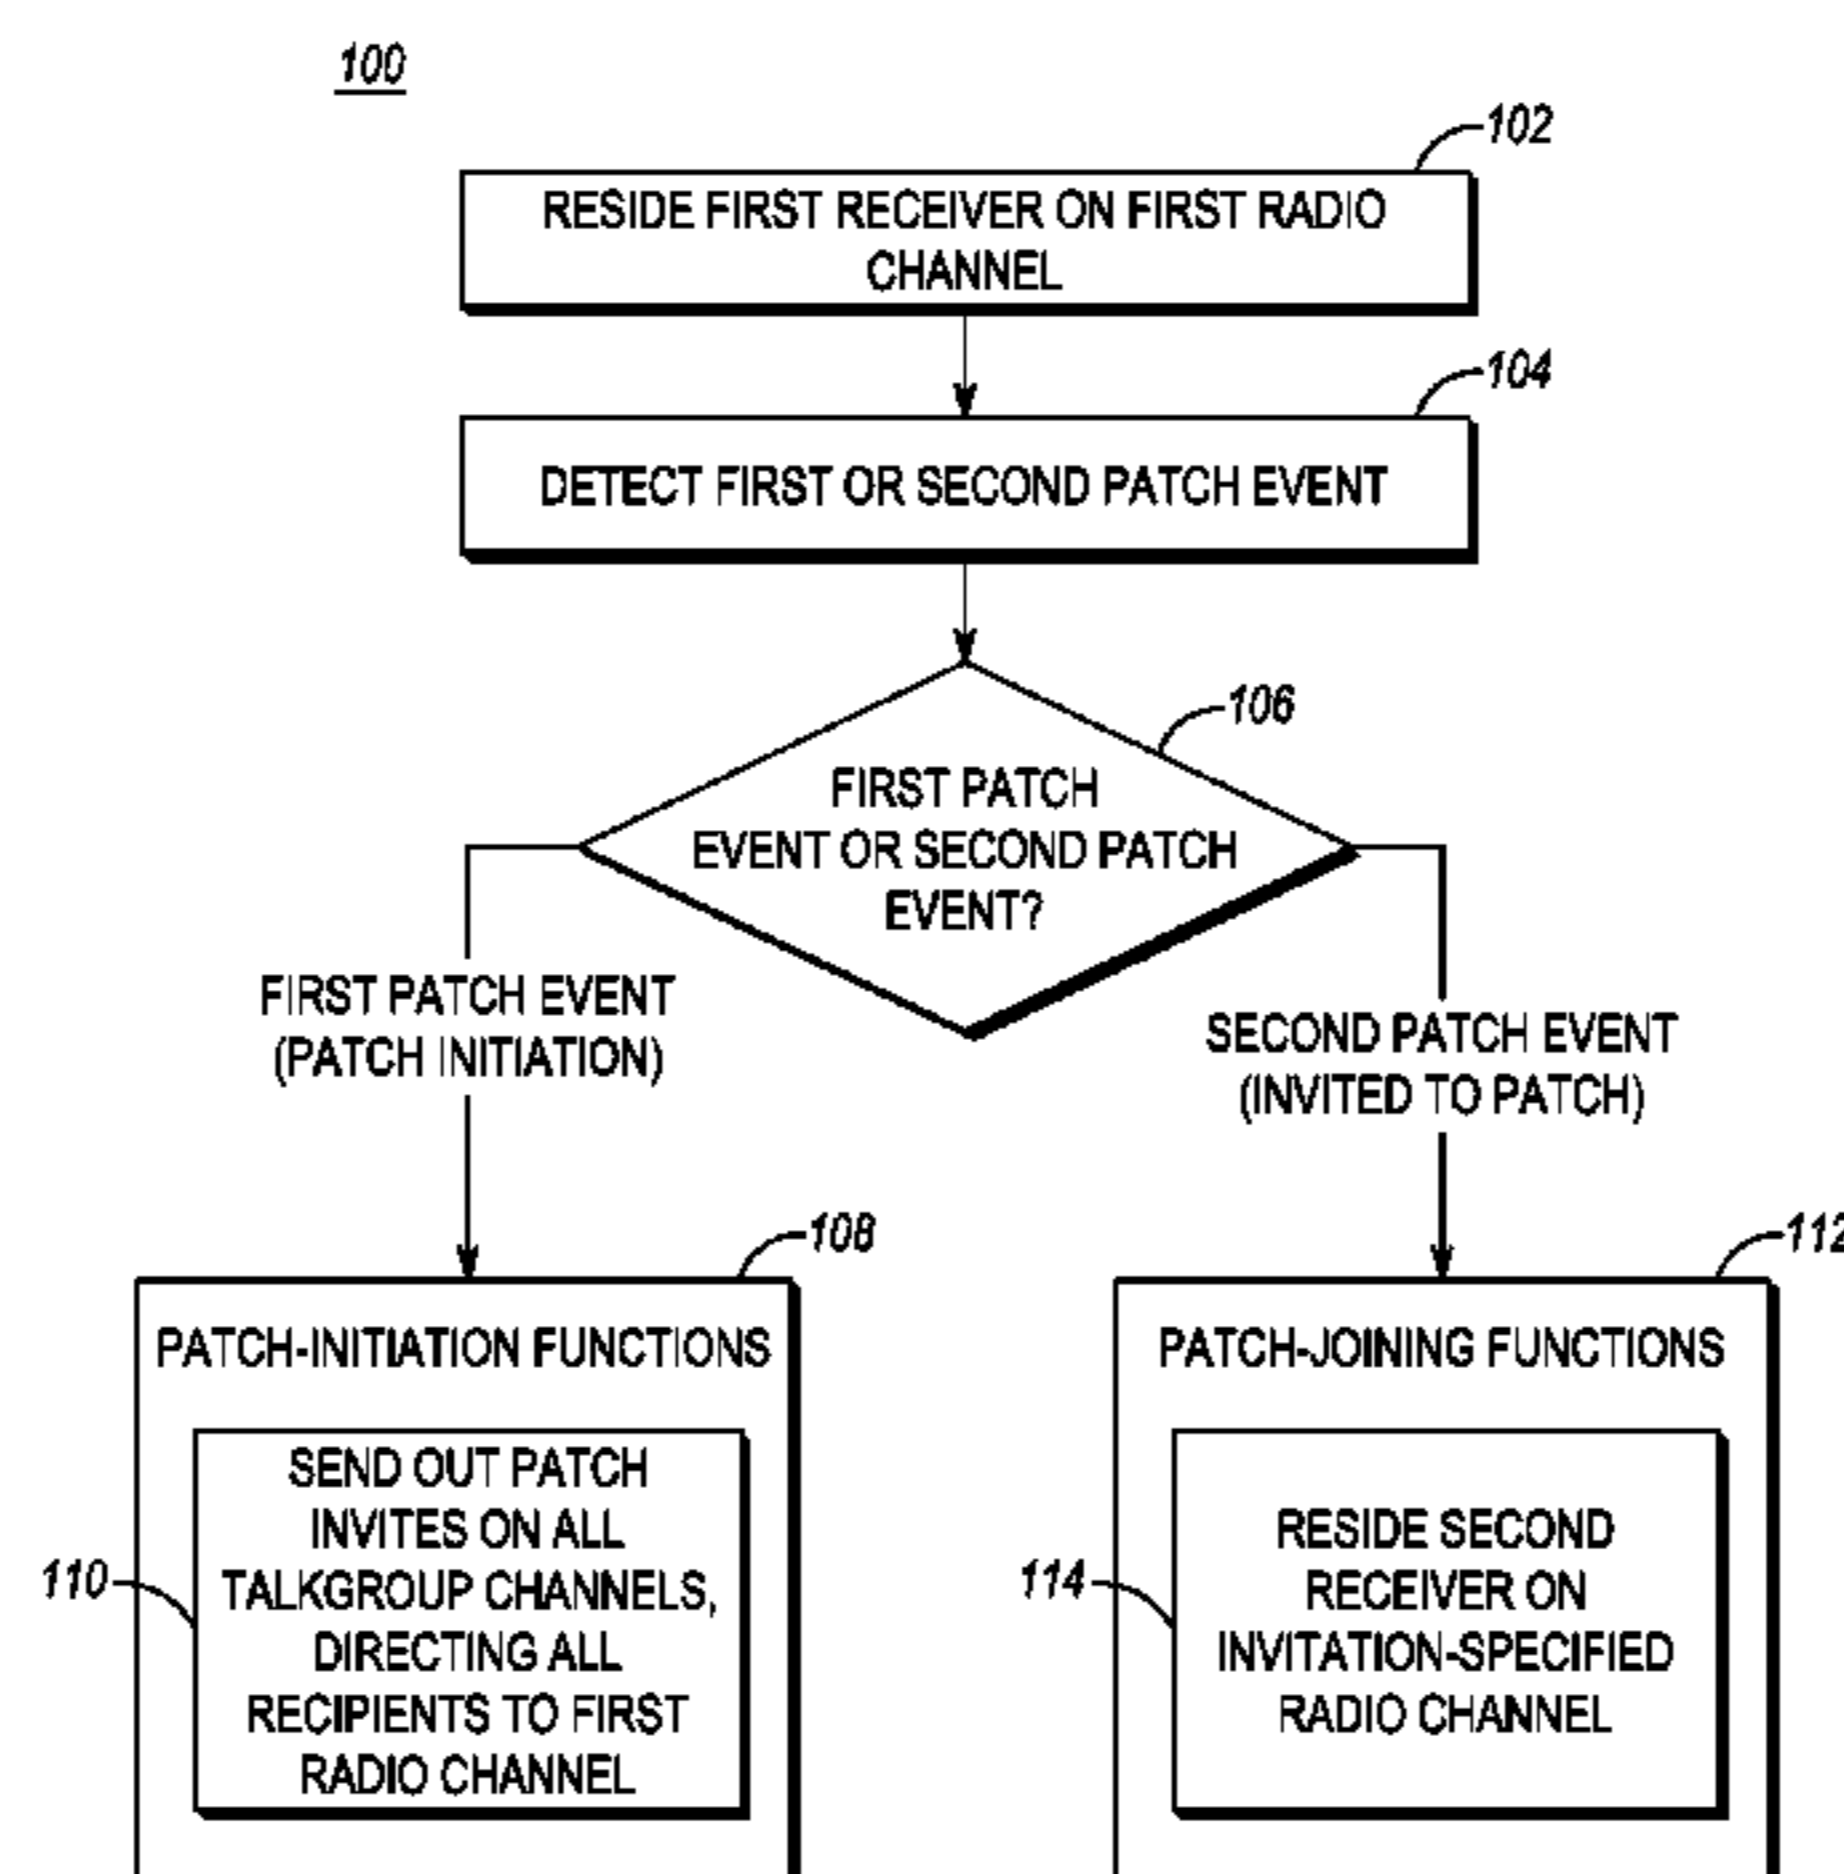 100
102
RESIDE FIRST RECEIVER ON FIRST RADIO
CHANNEL
104
DETECT FIRST OR SECOND PATCH EVENT
106
FIRST PATCH
EVENT OR SECOND PATCH
EVENT?
FIRST PATCH EVENT
(PATCH INITIATION)
SECOND PATCH EVENT
(INVITED TO PATCH)
108
PATCH-INITIATION FUNCTIONS
110
SEND OUT PATCH
INVITES ON ALL
TALKGROUP CHANNELS,
DIRECTING ALL
RECIPIENTS TO FIRST
RADIO CHANNEL
112
PATCH-JOINING FUNCTIONS
114
RESIDE SECOND
RECEIVER ON
INVITATION-SPECIFIED
RADIO CHANNEL